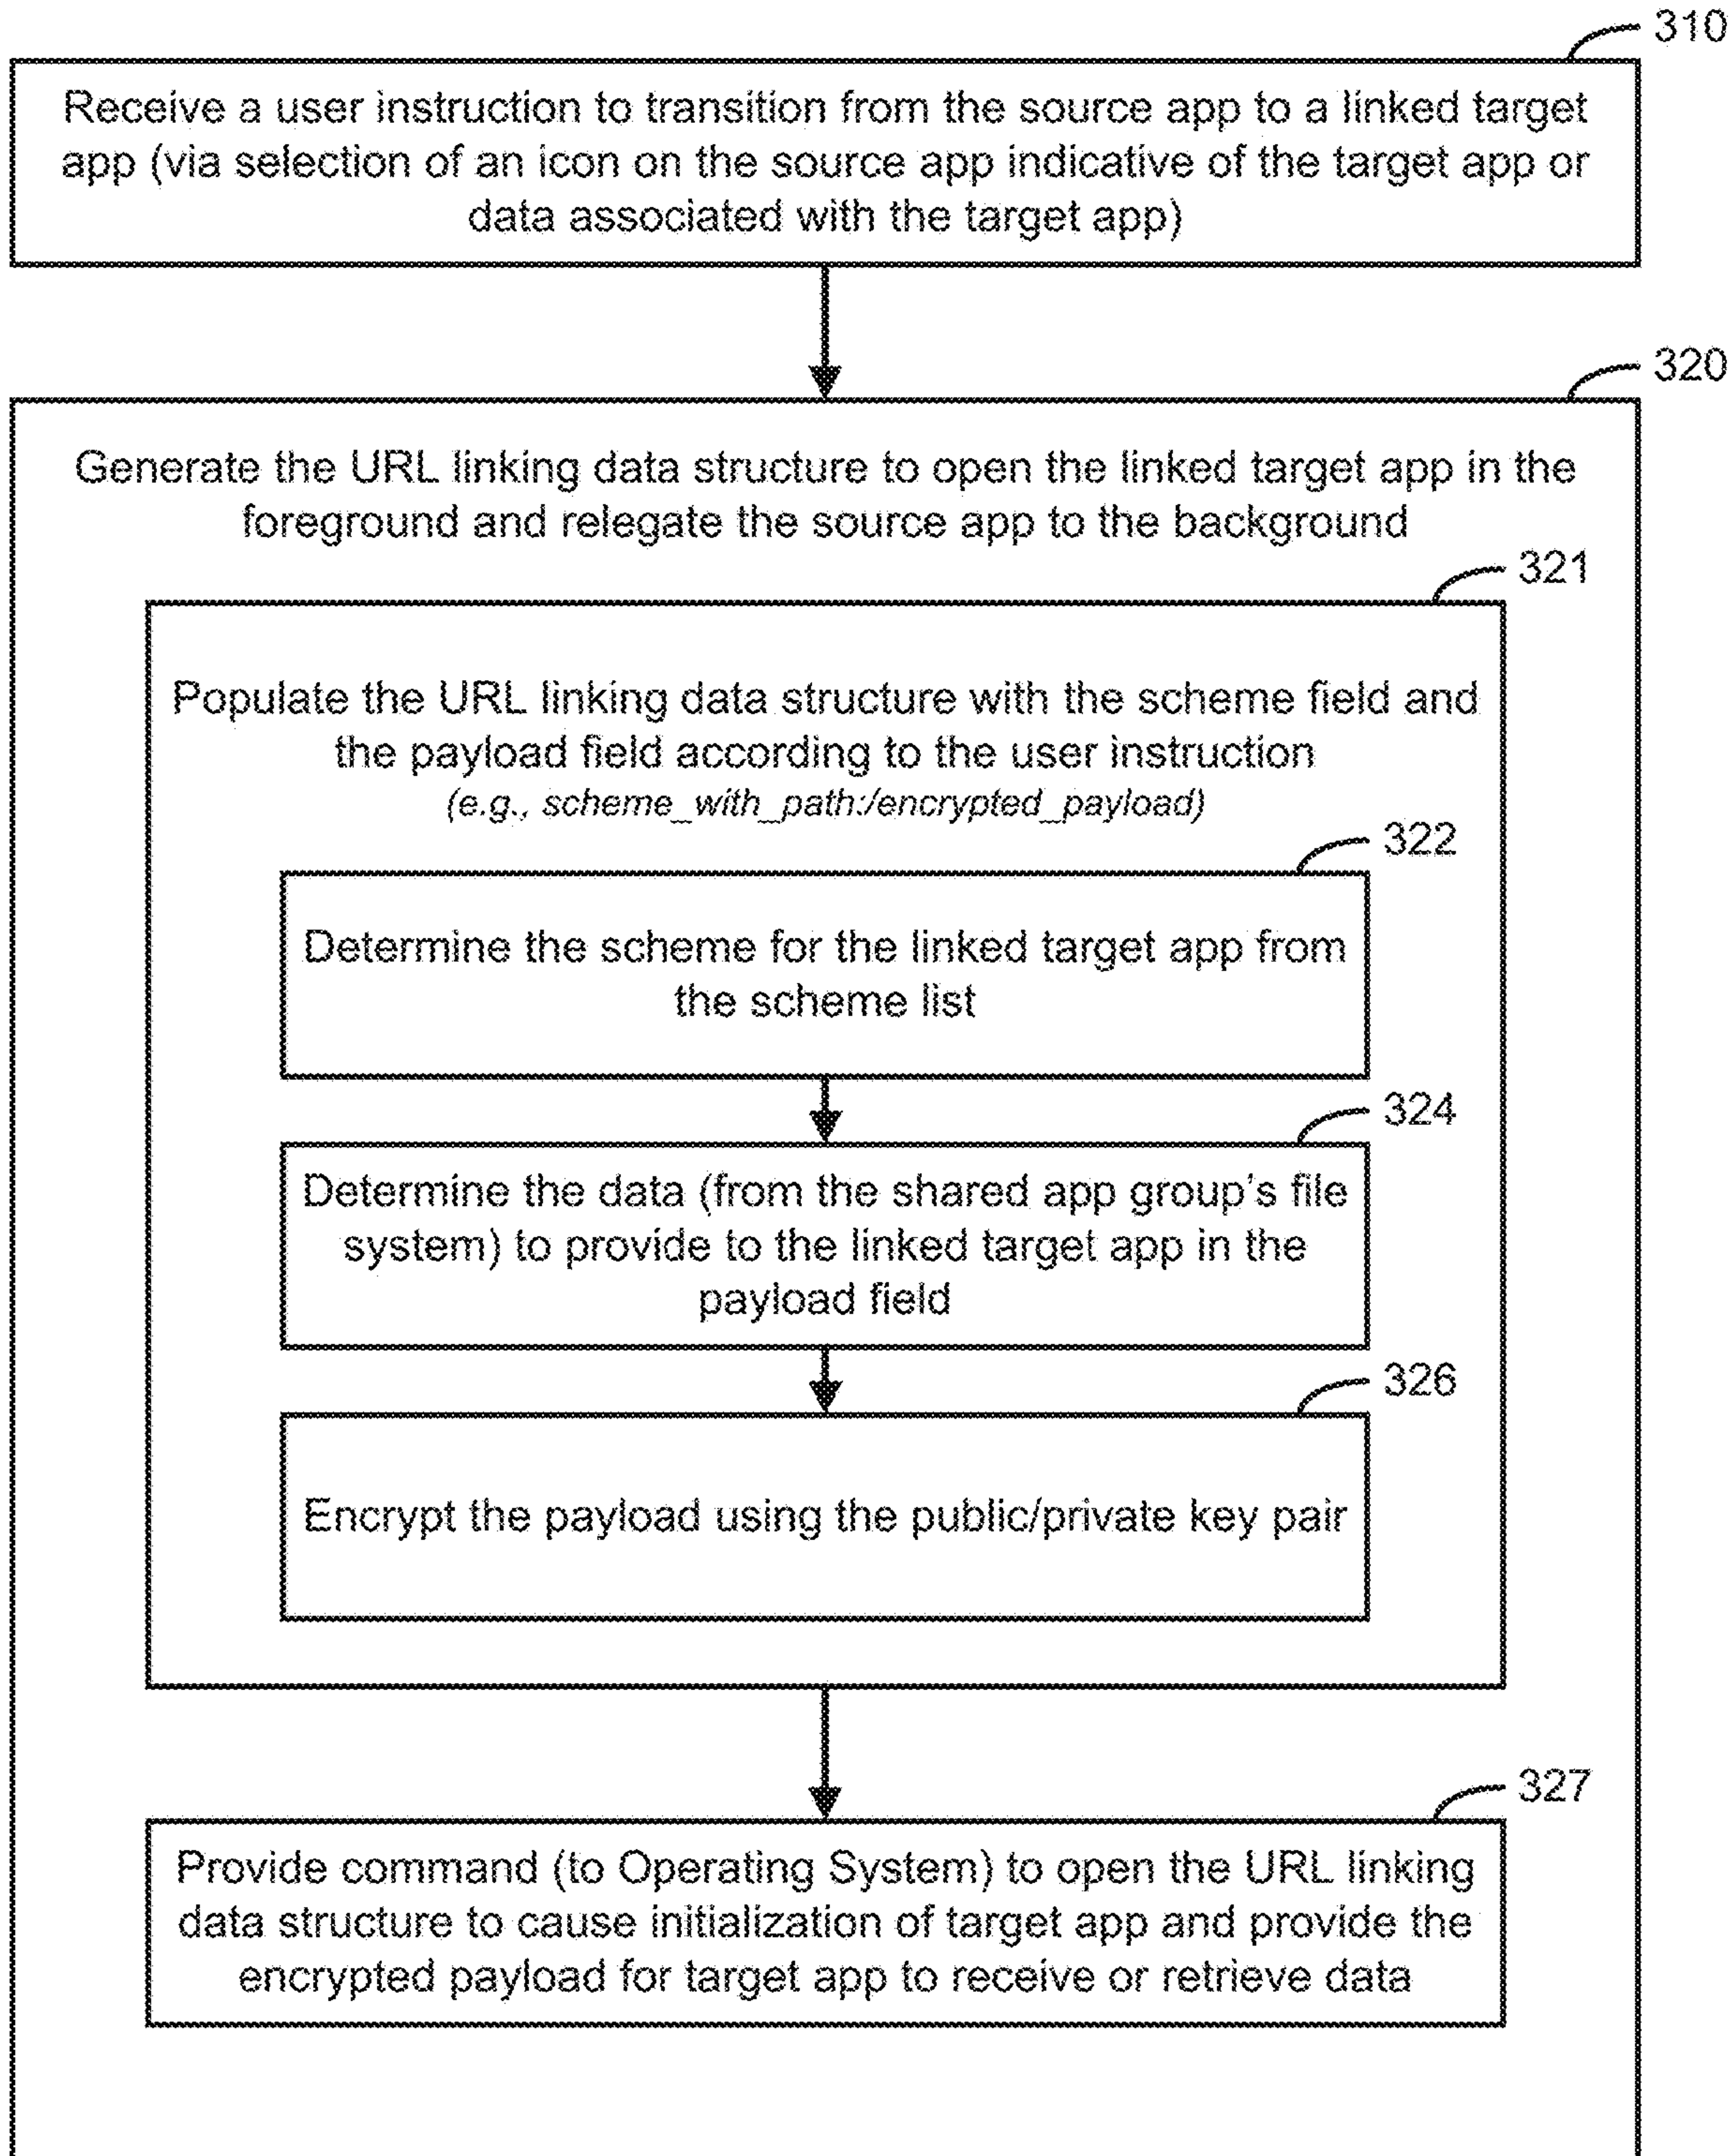 310
Receive a user instruction to transition from the source app to a linked target
app (via selection of an icon on the source app indicative of the target app or
data associated with the target app)
320
Generate the URL linking data structure to open the linked target app in the
foreground and relegate the source app to the background
321
Populate the URL linking data structure with the scheme field and
the payload field according to the user instruction
(e.g., scheme_with_path:/encrypted_payload)
322
Determine the scheme for the linked target app from
the scheme list
324
Determine the data (from the shared app group's file
system) to provide to the linked target app in the
payload field
326
Encrypt the payload using the public/private key pair
327
Provide command (to Operating System) to open the URL linking
data structure to cause initialization of target app and provide the
encrypted payload for target app to receive or retrieve data